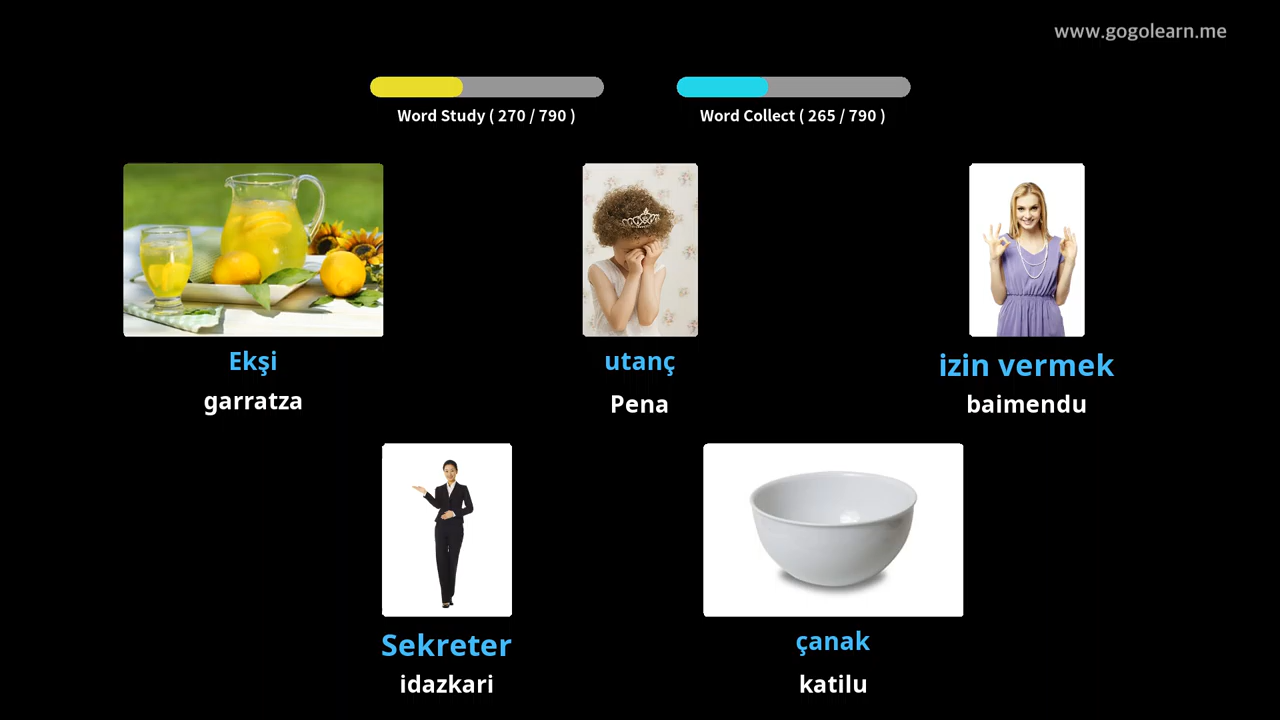 www.gogolearn.me
Word Study ( 270 / 790 )
Word Collect ( 265 / 790 )
Ekşi
garratza
utanç
Pena
izin vermek
baimendu
Sekreter
idazkari
çanak
katilu